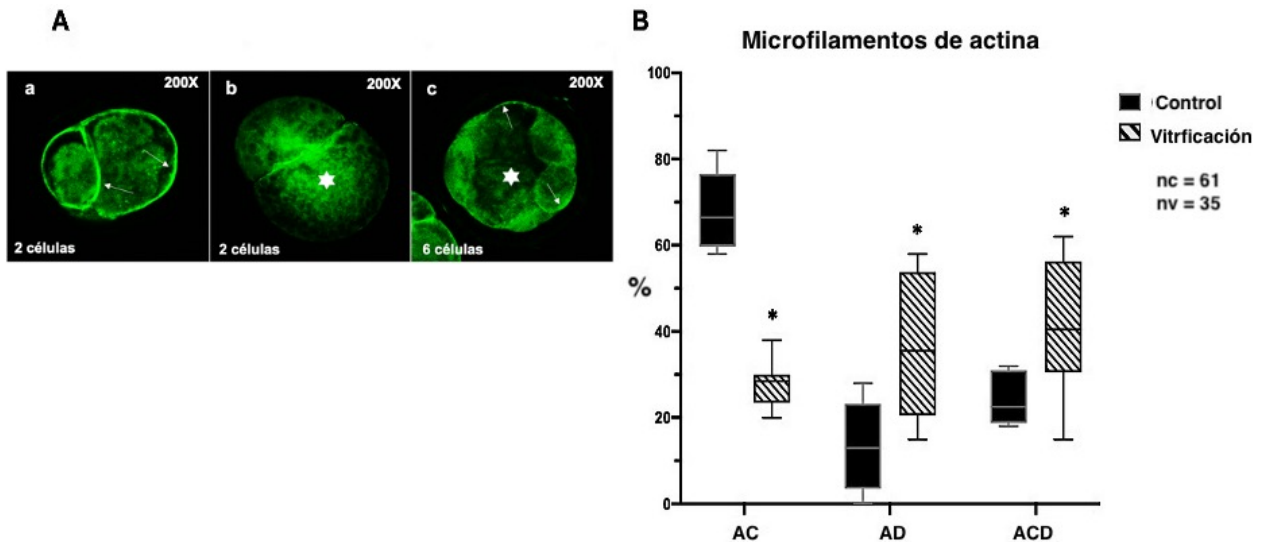 A
a
200X
2 células
b
200X
2 células
c
200X
6 células
B
Microfilamentos de actina
100
80
60
40
20
0
%
AC
AD
ACD
*
*
*
Control
Vitrficación
nc = 61
nv = 35